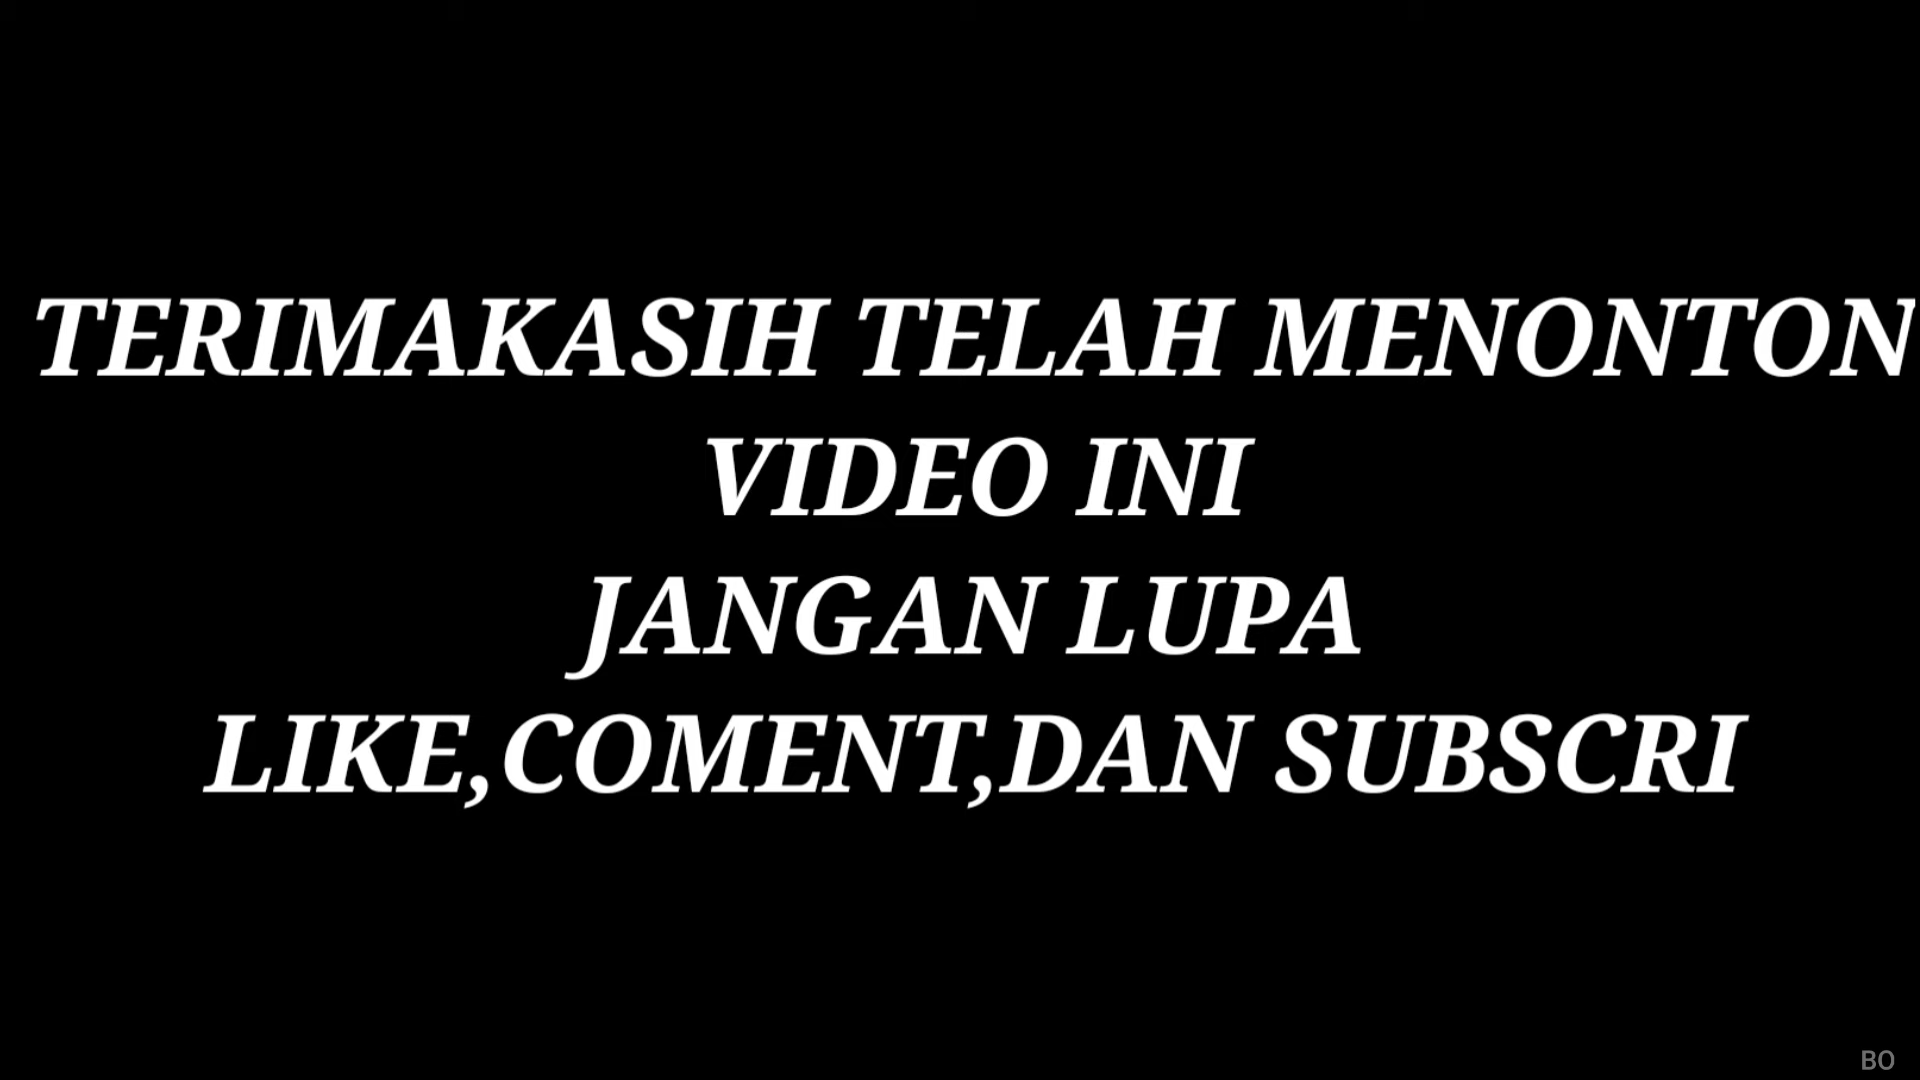 TERIMAKASIH TELAH MENONTON
VIDEO INI
JANGAN LUPA
LIKE,COMENT,DAN SUBSCRI
BO